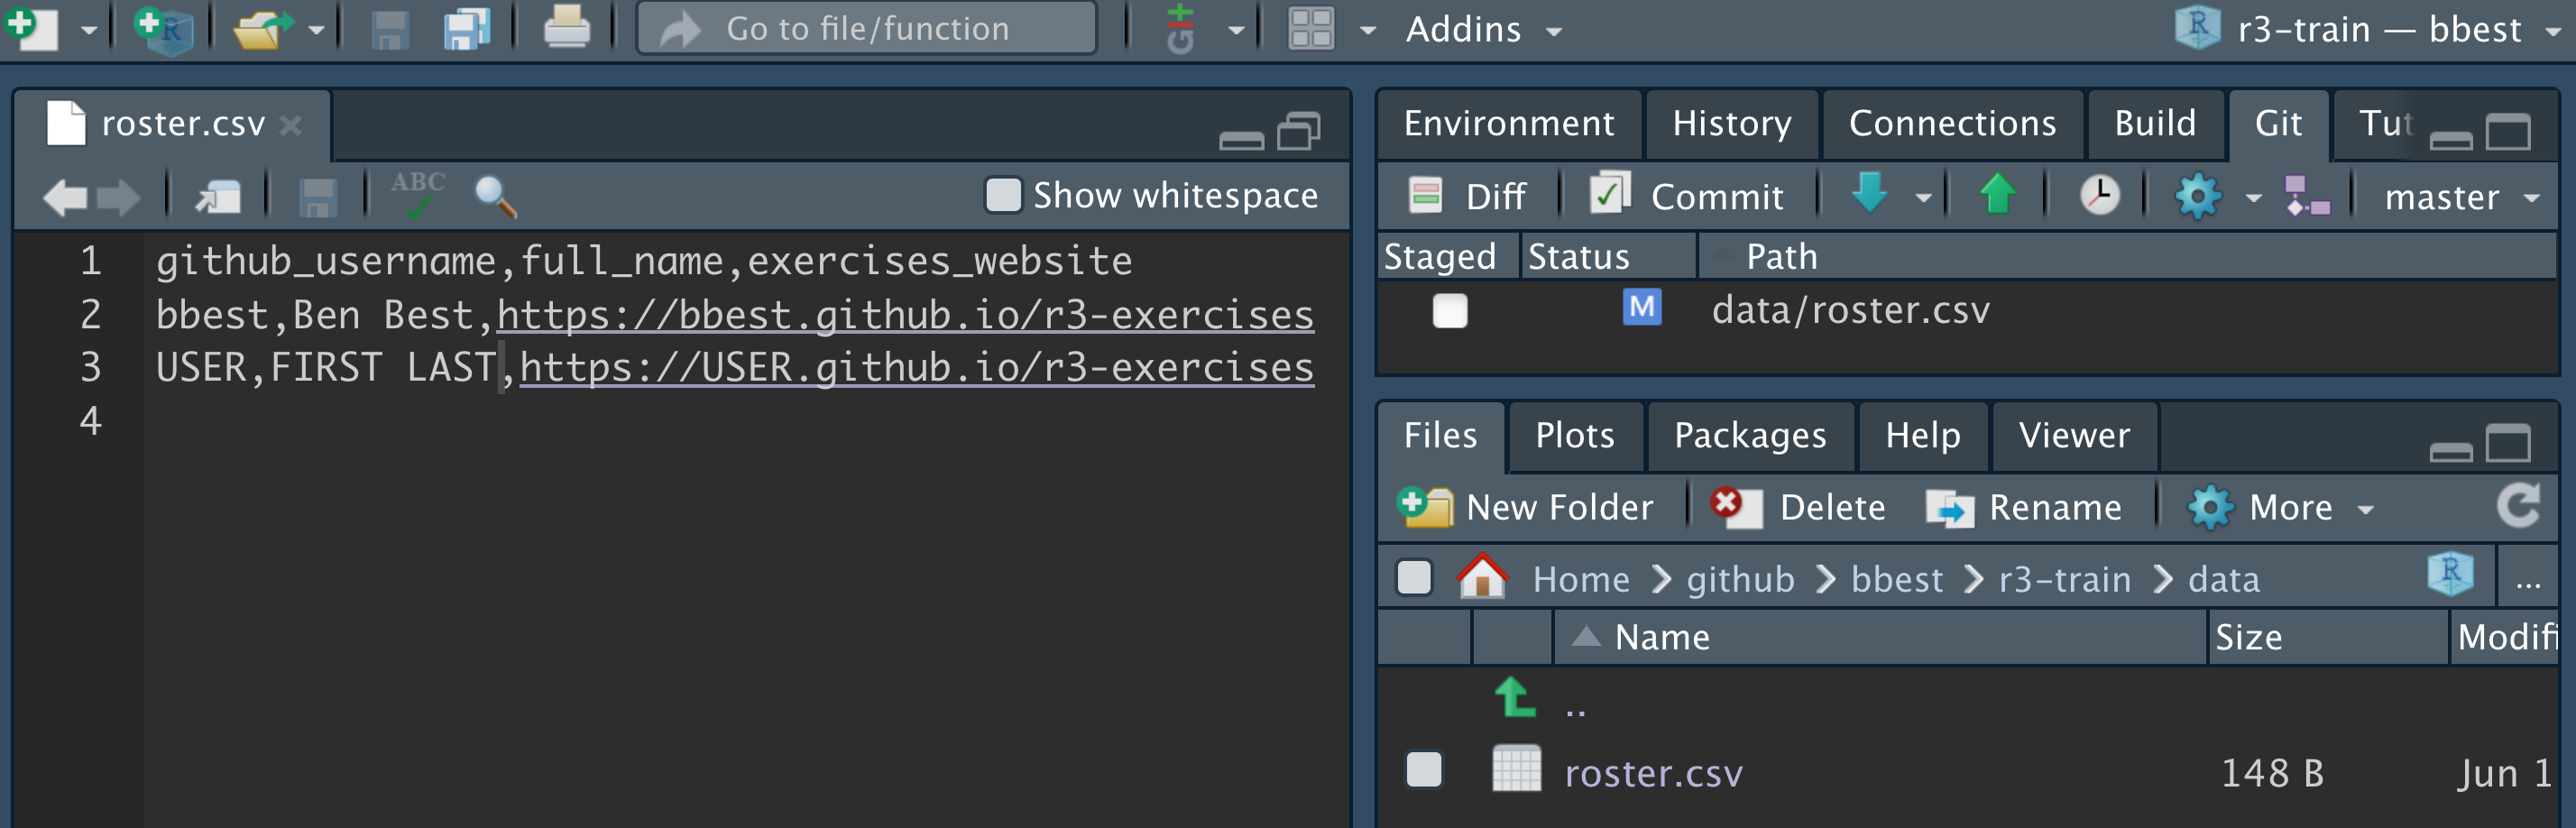 Go to file/function
Git
Addins
r3-train — bbest
roster.csv
ABC
Show whitespace
1 github_username,full_name,exercises_website
2 bbest,Ben Best,https://bbest.github.io/r3-exercises
3 USER,FIRST LAST,https://USER.github.io/r3-exercises
4
Environment History Connections Build Git Tut
Diff Commit master
Staged Status Path
M data/roster.csv
Files Plots Packages Help Viewer
New Folder Delete Rename More
Home github bbest r3-train data ...
Name Size Modifi
..
roster.csv 148 B Jun 1